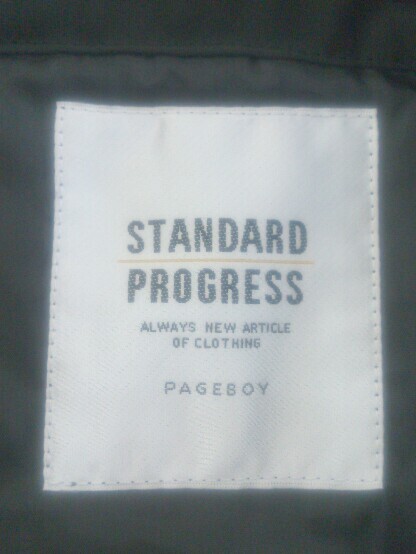 STANDARD
PROGRESS
ALWAYS NEW ARTICLE
OF CLOTHING
PAGEBOY